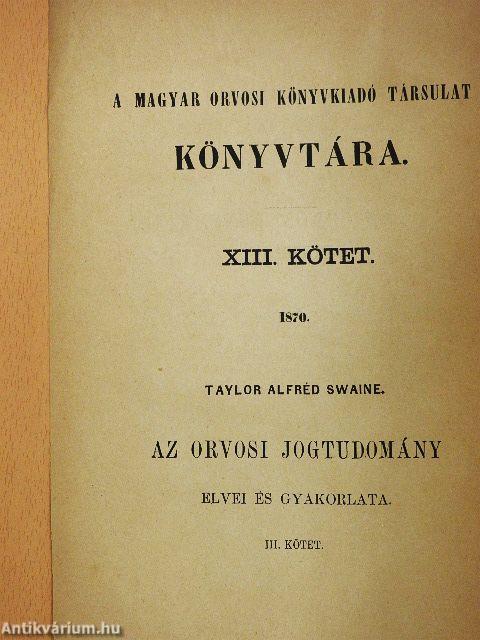 A MAGYAR ORVOSI KÖNYVKIADÓ TÁRSULAT
KÖNYVTÁRA.
XIII. KÖTET.
1870.
TAYLOR ALFRÉD SWAINE.
AZ ORVOSI JOGTUDOMÁNY
ELVEI ÉS GYAKORLATA.
III. KÖTET.
Antikvárium.hu